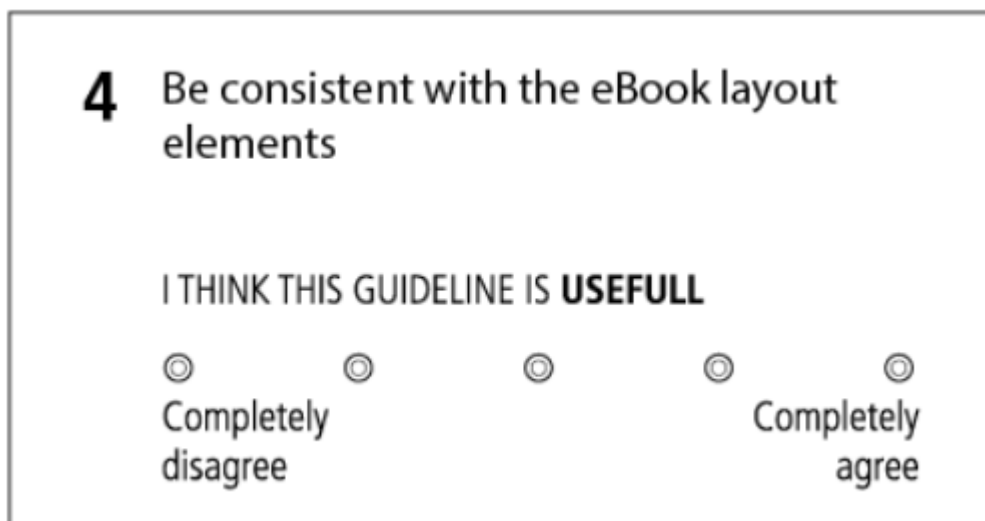 4 Be consistent with the eBook layout
elements
I THINK THIS GUIDELINE IS USEFULL
Completely Completely
disagree agree